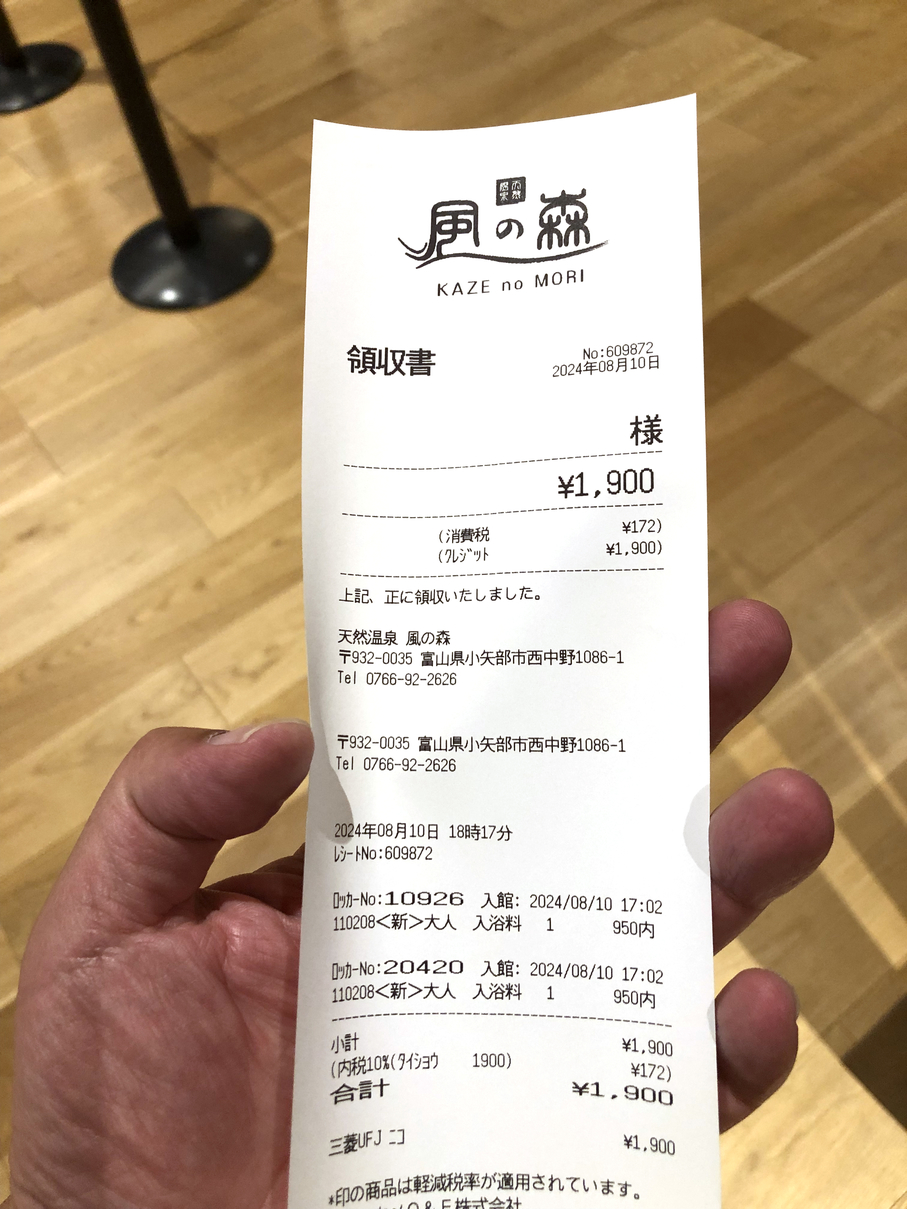 天然温泉
風の森
KAZE no MORI
領収書
No:609872
2024年08月10日
様
¥1,900
(消費税 ¥172)
(クレジット ¥1,900)
上記、正に領収いたしました。
天然温泉 風の森
〒932-0035 富山県小矢部市西中野1086-1
Tel 0766-92-2626
〒932-0035 富山県小矢部市西中野1086-1
Tel 0766-92-2626
2024年08月10日 18時17分
レシートNo:609872
ロッカーNo:10926 入館: 2024/08/10 17:02
110208<新>大人 入浴料 1 950内
ロッカーNo:20420 入館: 2024/08/10 17:02
110208<新>大人 入浴料 1 950内
小計 ¥1,900
(内税10%(タイショウ 1900) ¥172)
合計 ¥1,900
三菱UFJ ニコ ¥1,900
*印の商品は軽減税率が適用されています。
株式会社